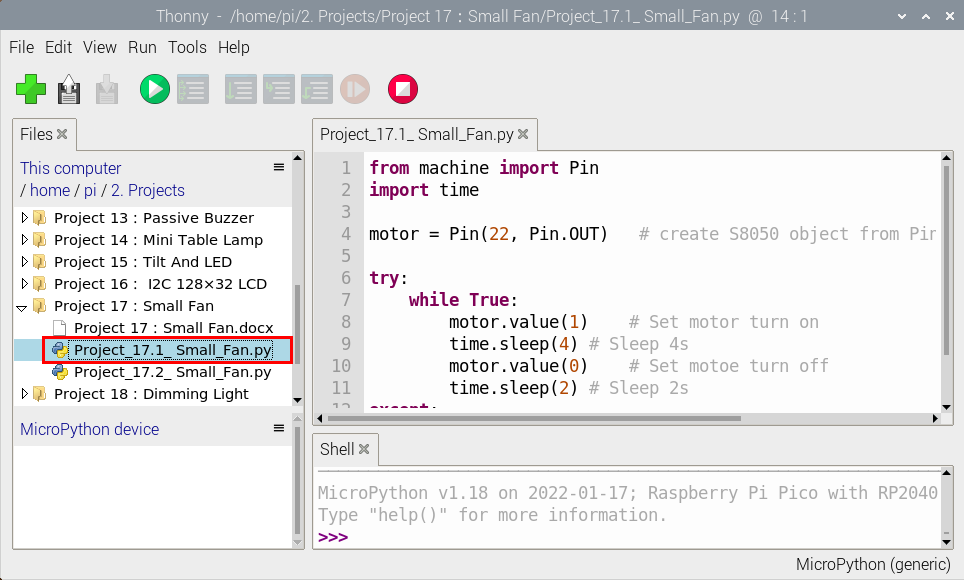 Thonny - /home/pi/2. Projects/Project 17 : Small Fan/Project_17.1_ Small_Fan.py @ 14 : 1
File Edit View Run Tools Help
Files
This computer
/ home / pi / 2. Projects
Project 13 : Passive Buzzer
Project 14 : Mini Table Lamp
Project 15 : Tilt And LED
Project 16 : I2C 128×32 LCD
Project 17 : Small Fan
Project 17 : Small Fan.docx
Project_17.1_ Small_Fan.py
Project_17.2_ Small_Fan.py
Project 18 : Dimming Light
MicroPython device
Project_17.1_ Small_Fan.py
1 from machine import Pin
2 import time
3
4 motor = Pin(22, Pin.OUT) # create S8050 object from Pin
5
6 try:
7 while True:
8 motor.value(1) # Set motor turn on
9 time.sleep(4) # Sleep 4s
10 motor.value(0) # Set motoe turn off
11 time.sleep(2) # Sleep 2s
12 except:
Shell
MicroPython v1.18 on 2022-01-17; Raspberry Pi Pico with RP2040
Type "help()" for more information.
>>>
MicroPython (generic)